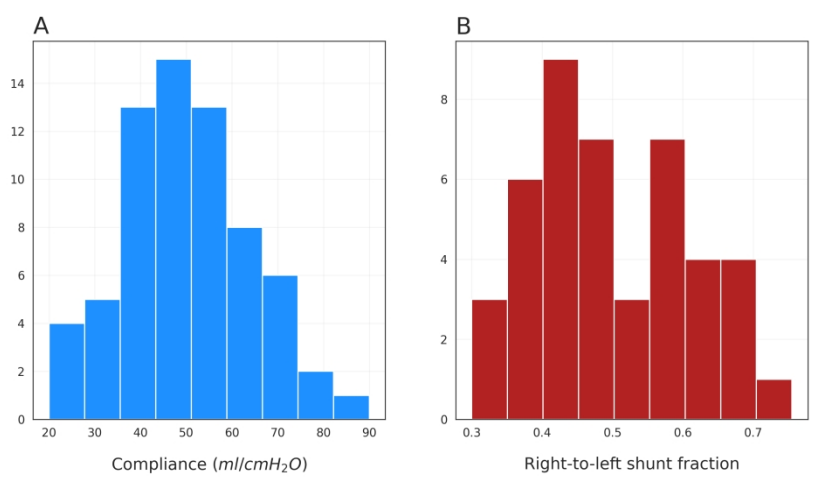 A
14
12
10
8
6
4
2
0
20 30 40 50 60 70 80 90
Compliance (ml/cmH₂O)
B
8
6
4
2
0
0.3 0.4 0.5 0.6 0.7
Right-to-left shunt fraction